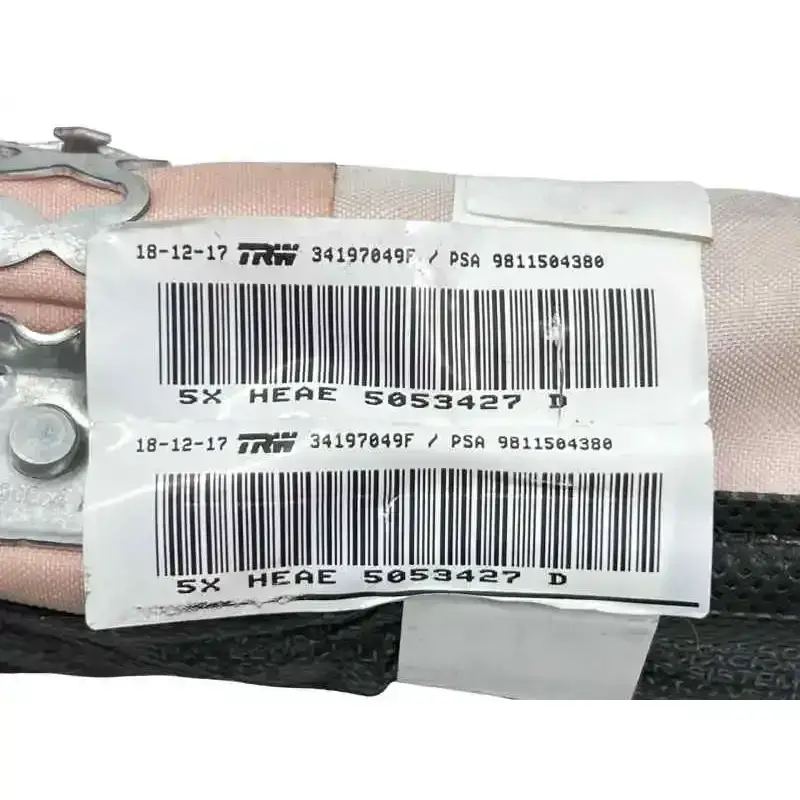 18-12-17 TRW 34197049F / PSA 9811504380
5X HEAE 5053427 D
18-12-17 TRW 34197049F / PSA 9811504380
5X HEAE 5053427 D
SISTEM